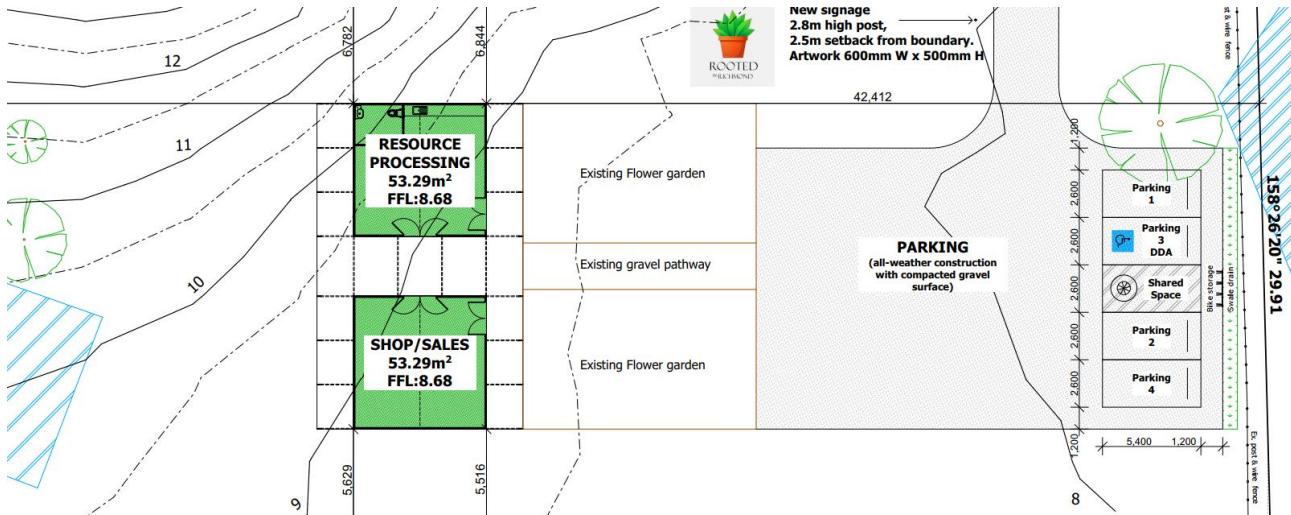 New signage
2.8m high post,
2.5m setback from boundary.
Artwork 600mm W x 500mm H
ROOTED
IN RICHMOND
6,782
6,844
post & wire fence
12
11
10
9
8
42,412
RESOURCE
PROCESSING
53.29m²
FFL:8.68
SHOP/SALES
53.29m²
FFL:8.68
Existing Flower garden
Existing gravel pathway
Existing Flower garden
PARKING
(all-weather construction
with compacted gravel
surface)
1,200
2,600
2,600
2,600
2,600
2,600
1,200
Parking
1
Parking
3
DDA
Shared
Space
Parking
2
Parking
4
Bike storage
Swale drain
158°26'20" 29.91
5,400
1,200
5,629
5,516
Ex. post & wire fence